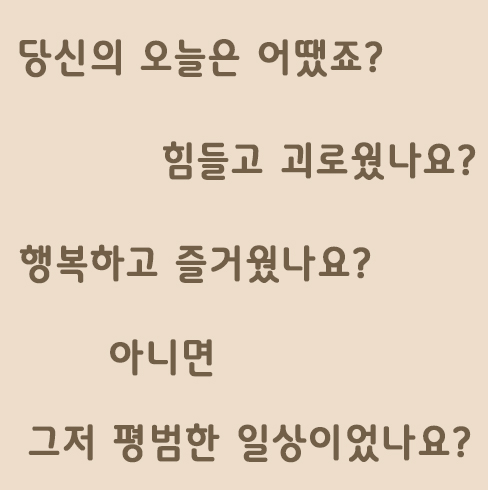 당신의 오늘은 어땠죠?
힘들고 괴로웠나요?
행복하고 즐거웠나요?
아니면
그저 평범한 일상이었나요?